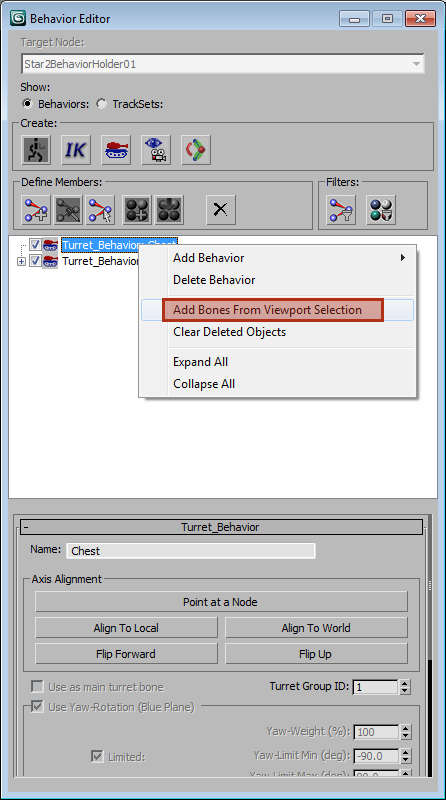 Behavior Editor
Target Node:
Star2BehaviorHolder01
Show:
Behaviors: TrackSets:
Create:
IK
Define Members: Filters:
Turret_Behavior: Chest
Turret_Behavior
Add Behavior
Delete Behavior
Add Bones From Viewport Selection
Clear Deleted Objects
Expand All
Collapse All
- Turret_Behavior
Name: Chest
Axis Alignment
Point at a Node
Align To Local Align To World
Flip Forward Flip Up
Use as main turret bone Turret Group ID: 1
Use Yaw-Rotation (Blue Plane)
Yaw-Weight (%): 100
Limited: Yaw-Limit Min (deg): -90.0
Yaw-Limit Max (deg): 90.0